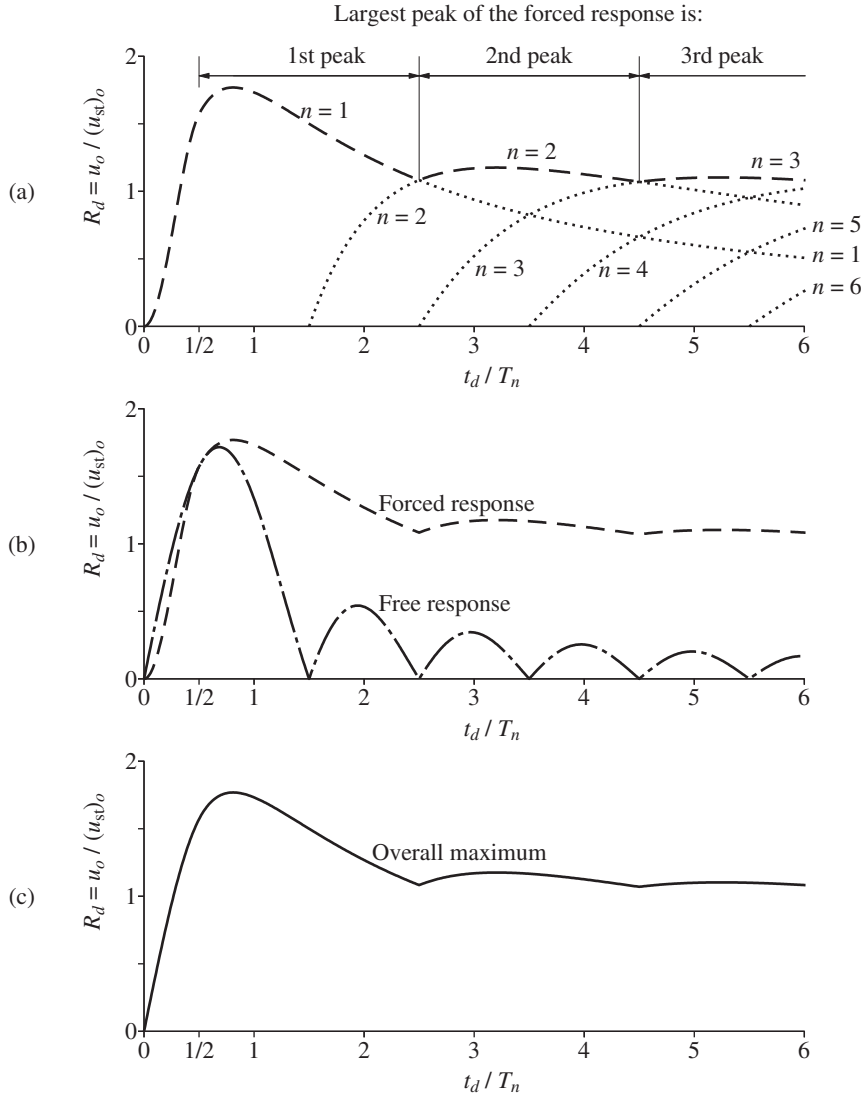 Largest peak of the forced response is:
1st peak 2nd peak 3rd peak
(a)
R_d = u_o / (u_st)_o
2
1
0
n = 1
n = 2
n = 3
n = 2
n = 3
n = 4
n = 5
n = 1
n = 6
0 1/2 1 2 3 4 5 6
t_d / T_n
(b)
R_d = u_o / (u_st)_o
2
1
0
Forced response
Free response
0 1/2 1 2 3 4 5 6
t_d / T_n
(c)
R_d = u_o / (u_st)_o
2
1
0
Overall maximum
0 1/2 1 2 3 4 5 6
t_d / T_n